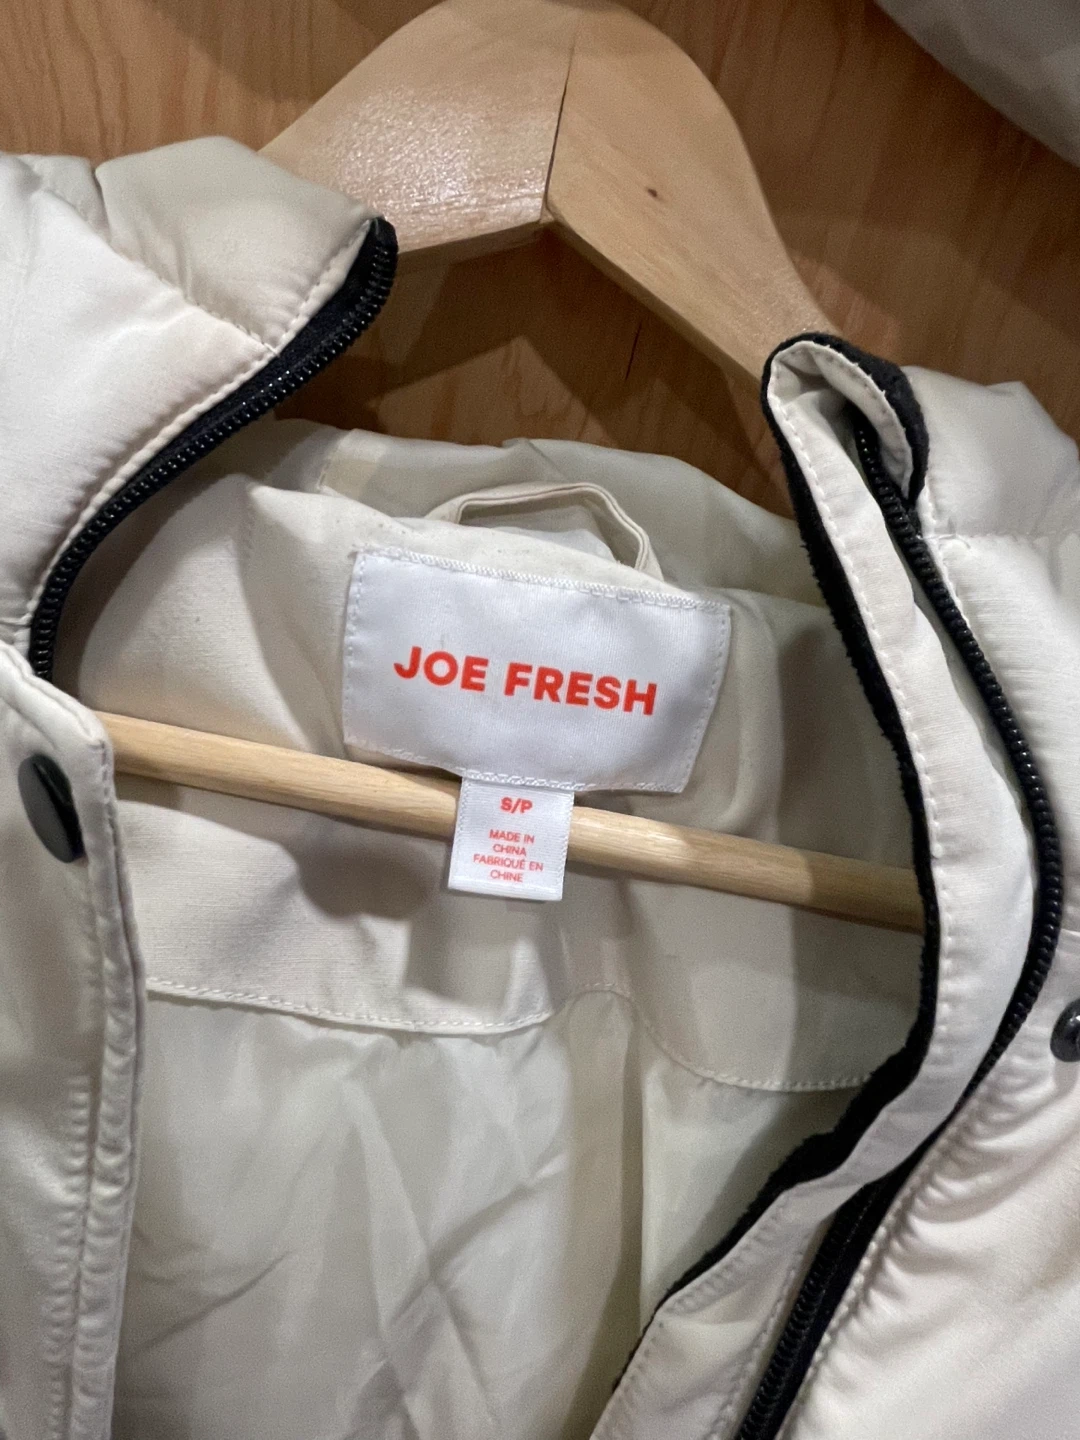 JOE FRESH
S/P
MADE IN
CHINA
FABRIQUÉ EN
CHINE